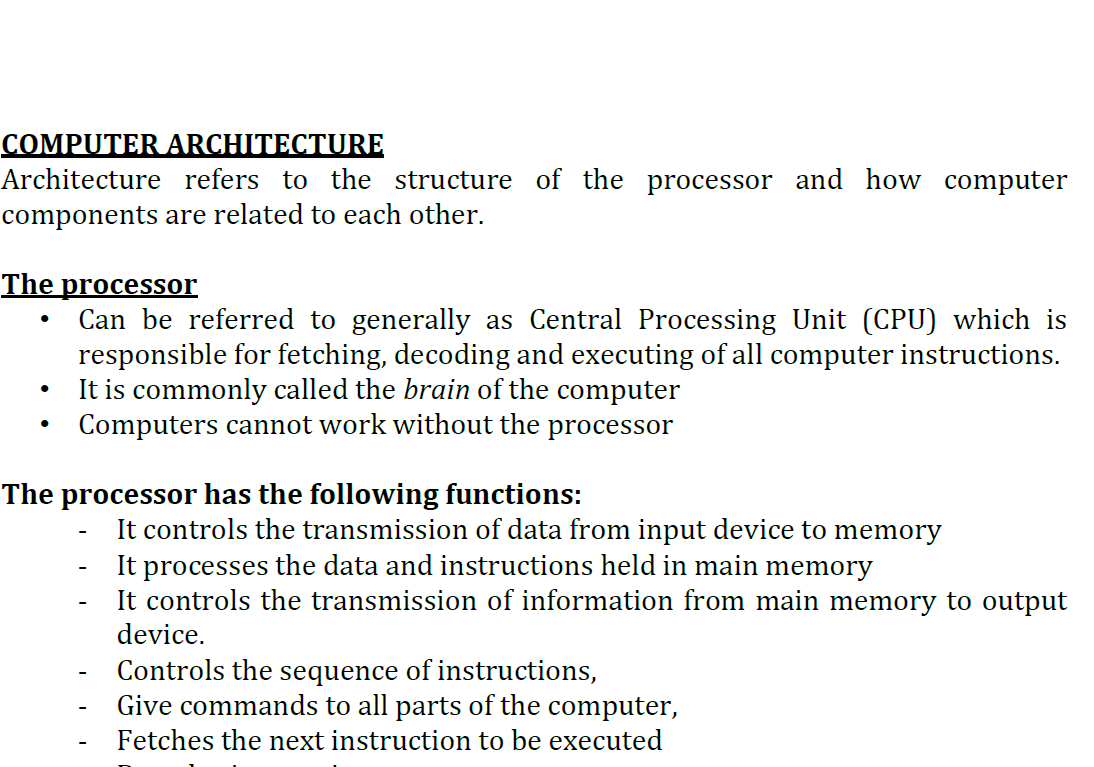 COMPUTER ARCHITECTURE
Architecture refers to the structure of the processor and how computer
components are related to each other.
The processor
• Can be referred to generally as Central Processing Unit (CPU) which is
responsible for fetching, decoding and executing of all computer instructions.
• It is commonly called the brain of the computer
• Computers cannot work without the processor
The processor has the following functions:
- It controls the transmission of data from input device to memory
- It processes the data and instructions held in main memory
- It controls the transmission of information from main memory to output
device.
- Controls the sequence of instructions,
- Give commands to all parts of the computer,
- Fetches the next instruction to be executed